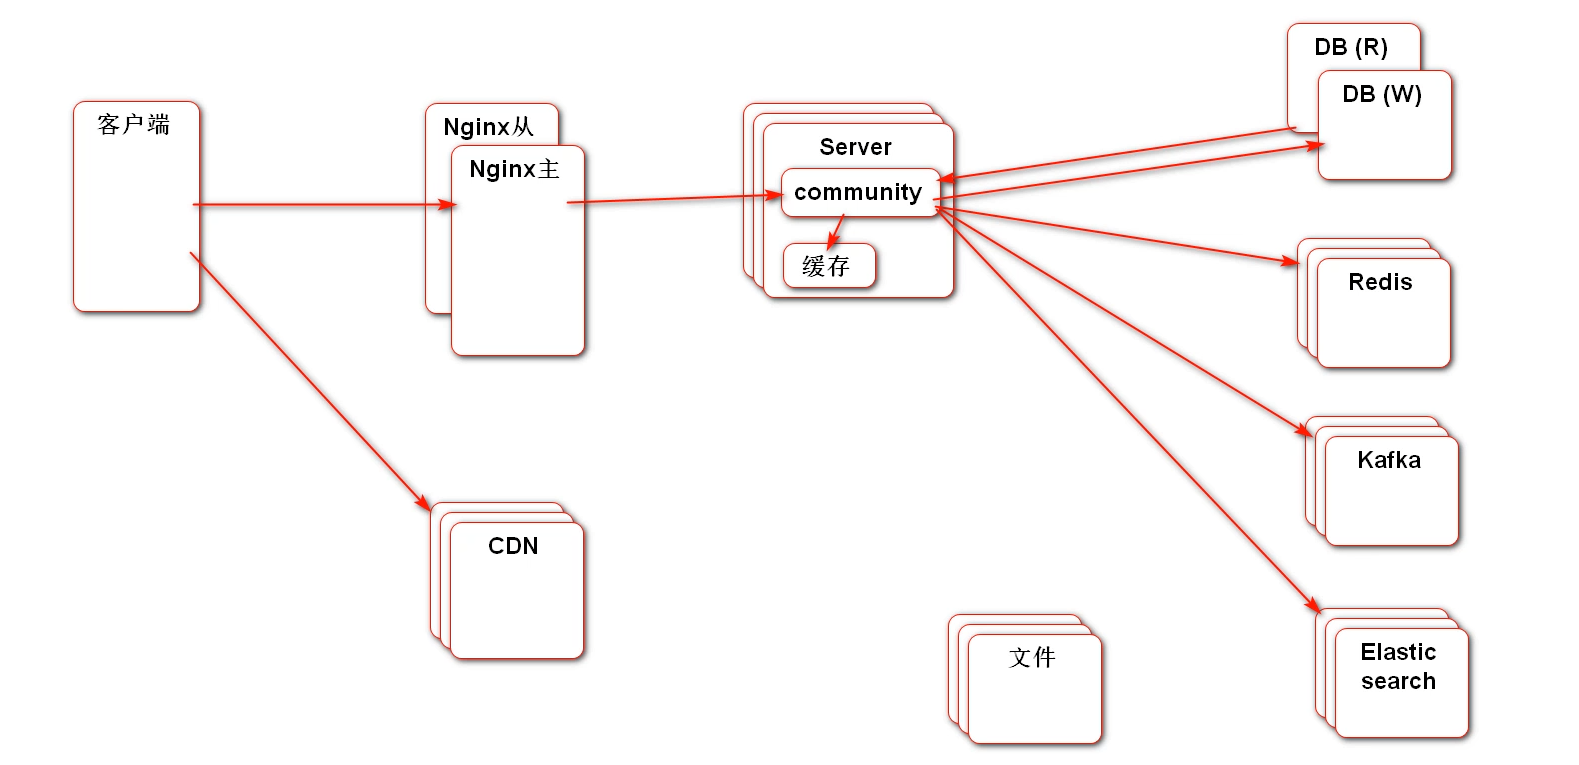 客户端
Nginx从
Nginx主
Server
community
缓存
DB (R)
DB (W)
Redis
Kafka
Elastic
search
CDN
文件